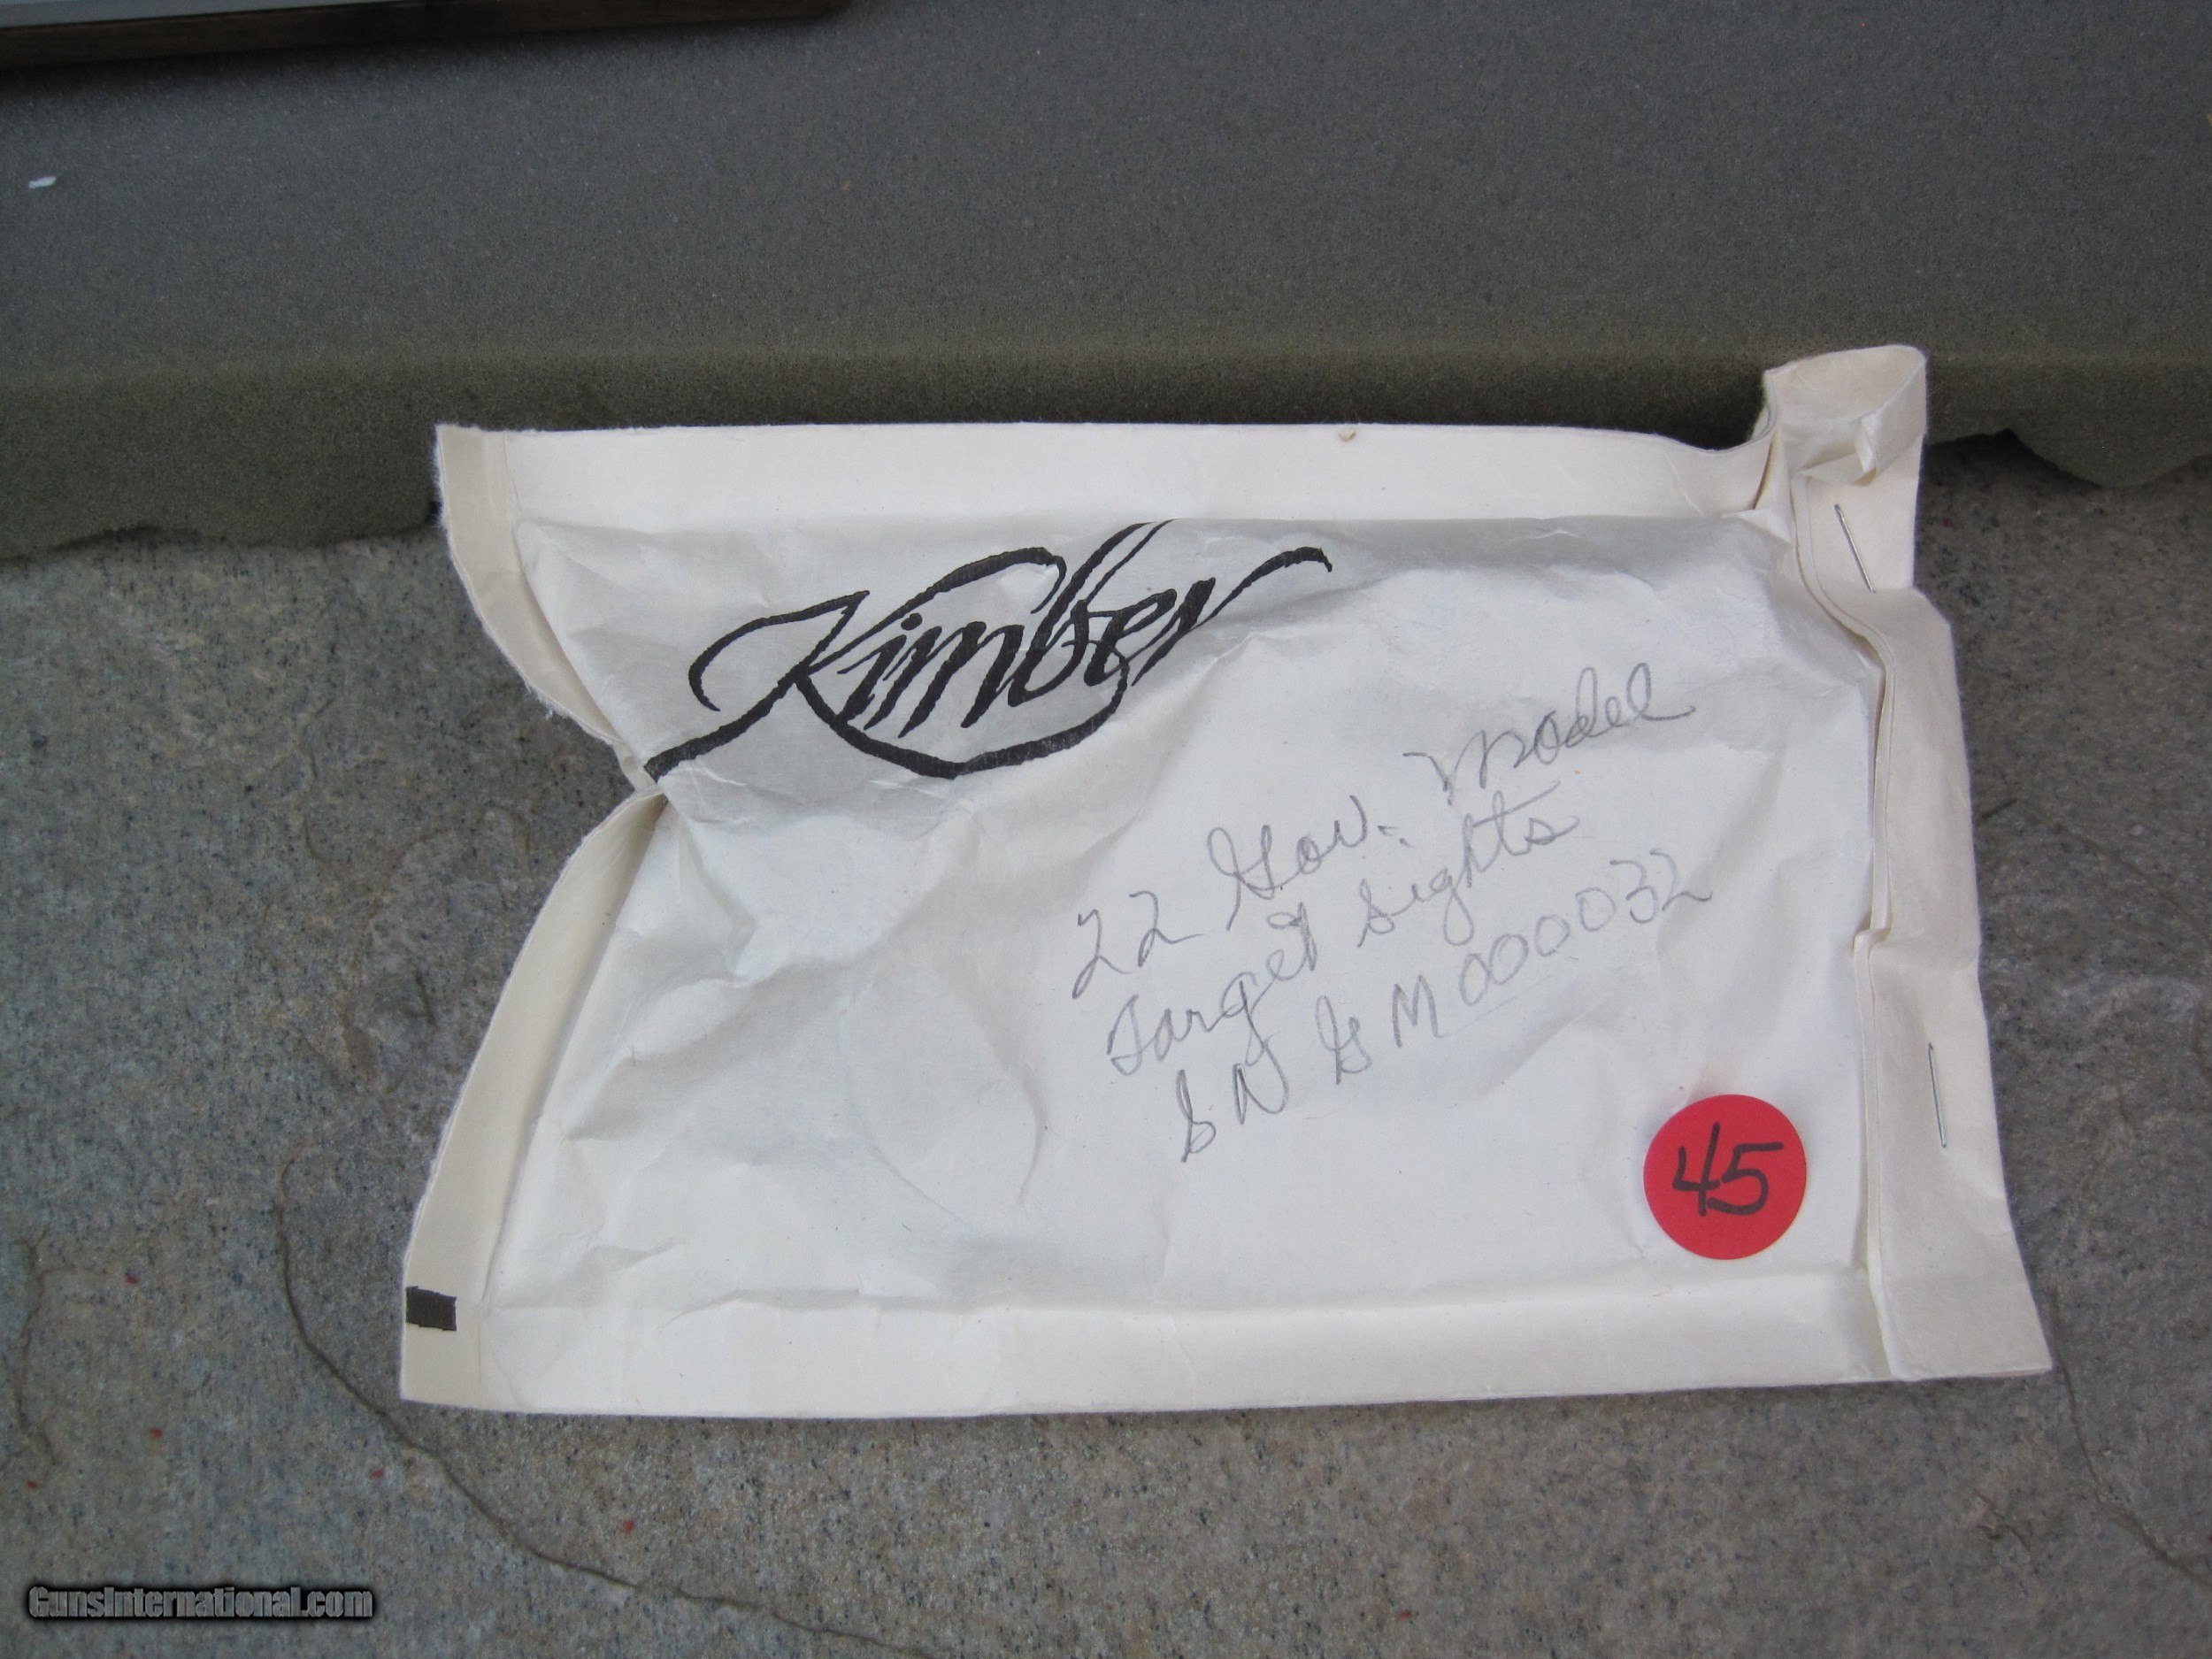 Kimber
22 Gov. Model
Target Sights
SN GM000032
45
GunsInternational.com